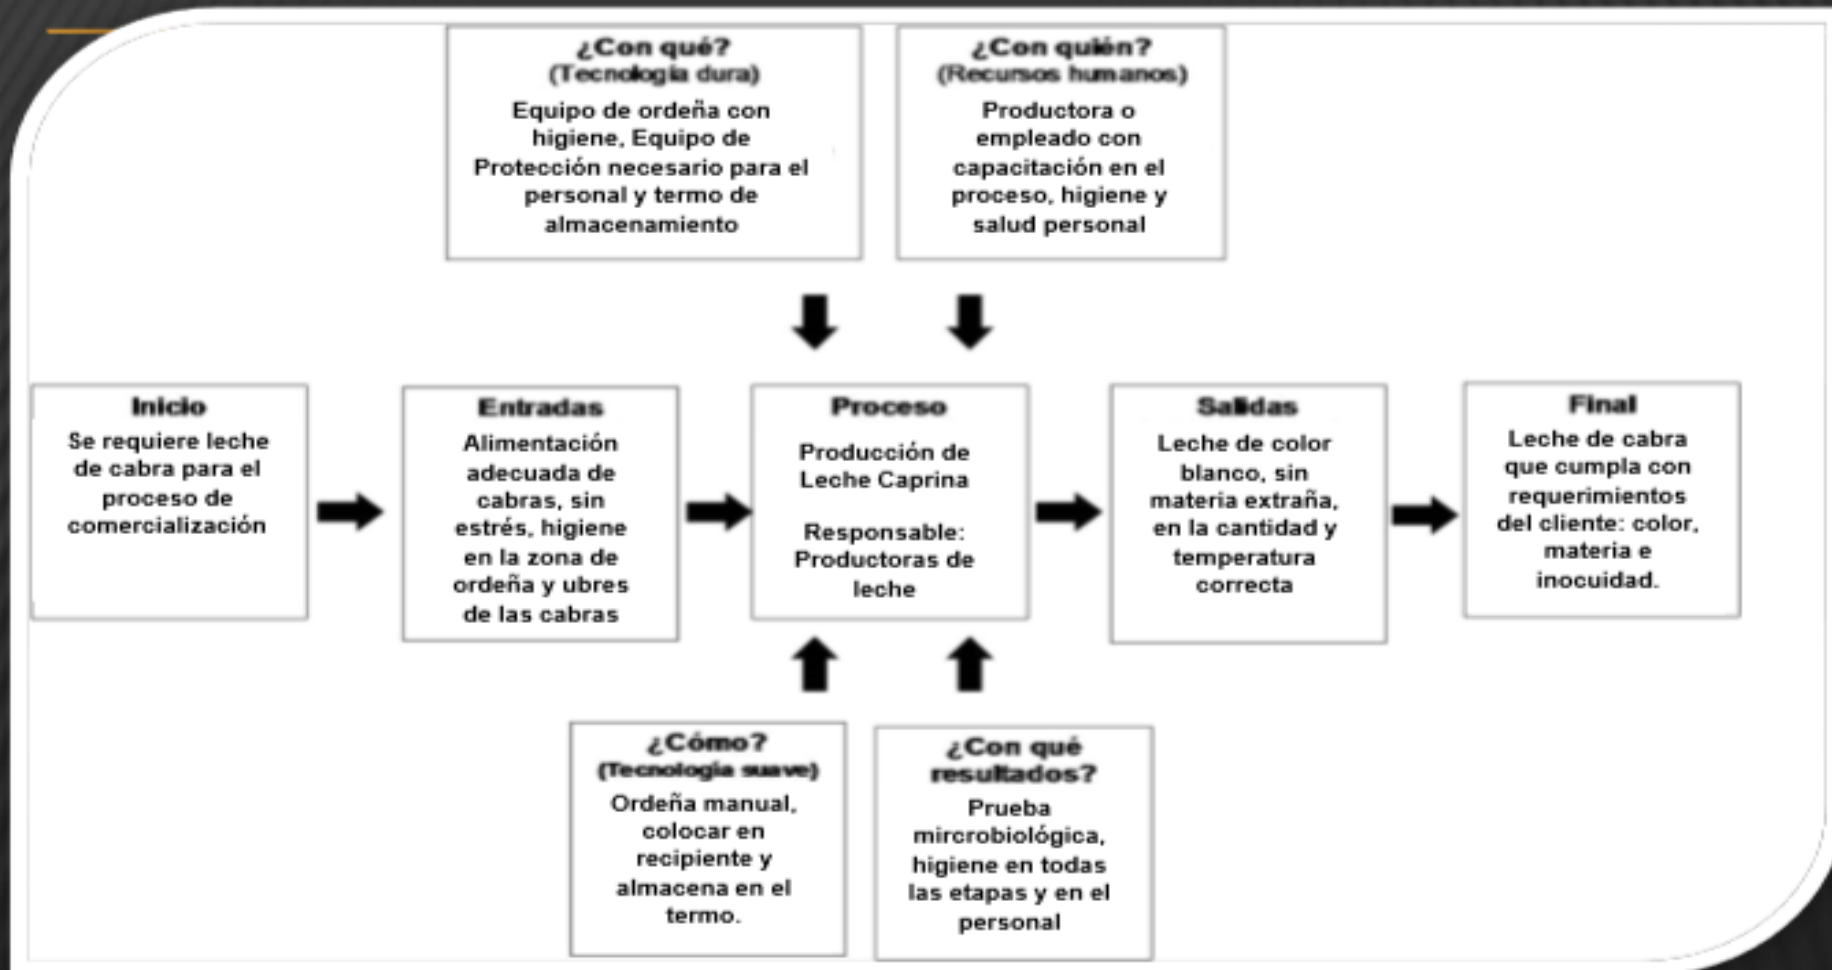 ¿Con qué?
(Tecnología dura)
Equipo de ordeña con
higiene, Equipo de
Protección necesario para el
personal y termo de
almacenamiento
¿Con quién?
(Recursos humanos)
Productora o
empleado con
capacitación en el
proceso, higiene y
salud personal
Inicio
Se requiere leche
de cabra para el
proceso de
comercialización
Entradas
Alimentación
adecuada de
cabras, sin
estrés, higiene
en la zona de
ordeña y ubres
de las cabras
Proceso
Producción de
Leche Caprina
Responsable:
Productoras de
leche
Salidas
Leche de color
blanco, sin
materia extraña,
en la cantidad y
temperatura
correcta
Final
Leche de cabra
que cumpla con
requerimientos
del cliente: color,
materia e
inocuidad.
¿Cómo?
(Tecnología suave)
Ordeña manual,
colocar en
recipiente y
almacena en el
termo.
¿Con qué
resultados?
Prueba
mircrobiológica,
higiene en todas
las etapas y en el
personal